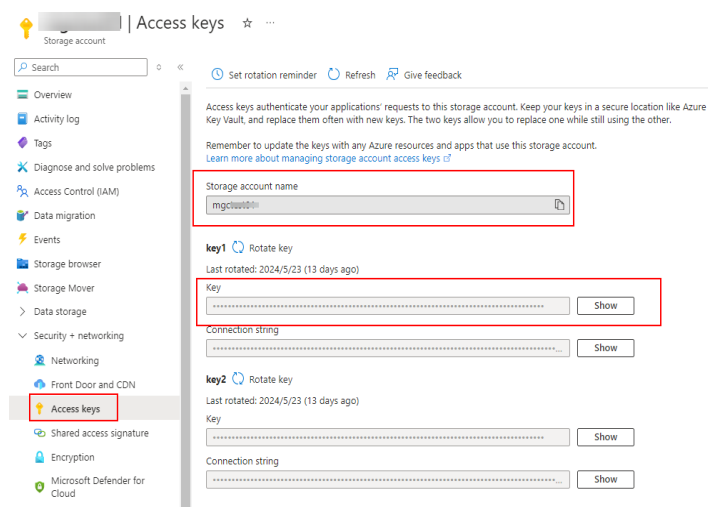 | Access keys
Storage account
Search
Overview
Activity log
Tags
Diagnose and solve problems
Access Control (IAM)
Data migration
Events
Storage browser
Storage Mover
Data storage
Security + networking
Networking
Front Door and CDN
Access keys
Shared access signature
Encryption
Microsoft Defender for
Cloud
Set rotation reminder
Refresh
Give feedback
Access keys authenticate your applications' requests to this storage account. Keep your keys in a secure location like Azure
Key Vault, and replace them often with new keys. The two keys allow you to replace one while still using the other.
Remember to update the keys with any Azure resources and apps that use this storage account.
Learn more about managing storage account access keys
Storage account name
key1 Rotate key
Last rotated: 2024/5/23 (13 days ago)
Key
Show
Connection string
Show
key2 Rotate key
Last rotated: 2024/5/23 (13 days ago)
Key
Show
Connection string
Show